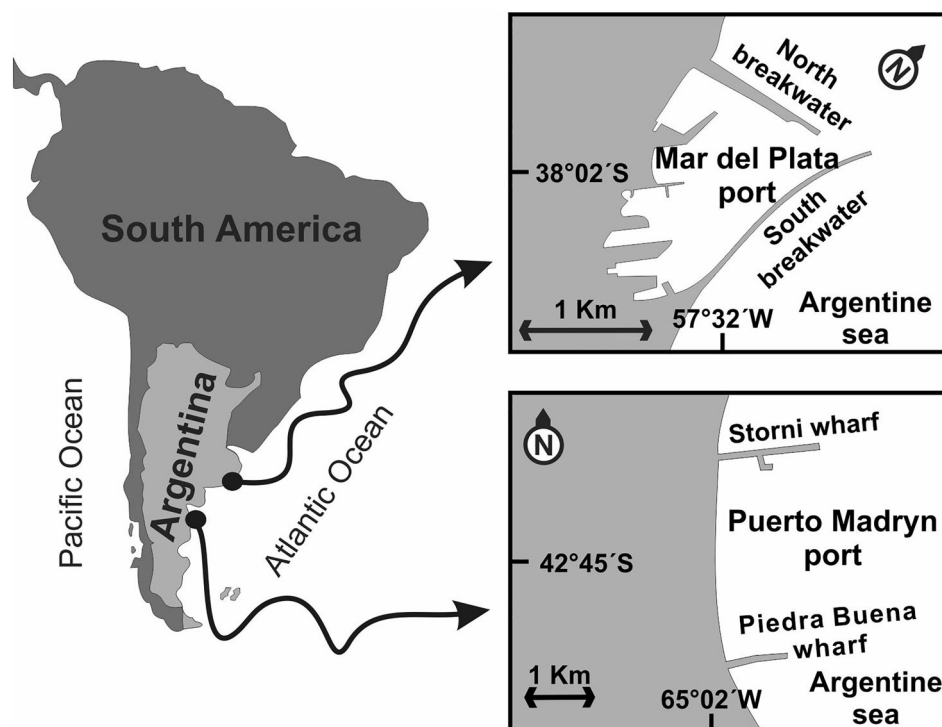 South America
Argentina
Pacific Ocean
Atlantic Ocean
N
North
breakwater
Mar del Plata
port
38°02´S
South
breakwater
1 Km
57°32´W
Argentine
sea
N
Storni wharf
Puerto Madryn
port
42°45´S
Piedra Buena
wharf
1 Km
65°02´W
Argentine
sea